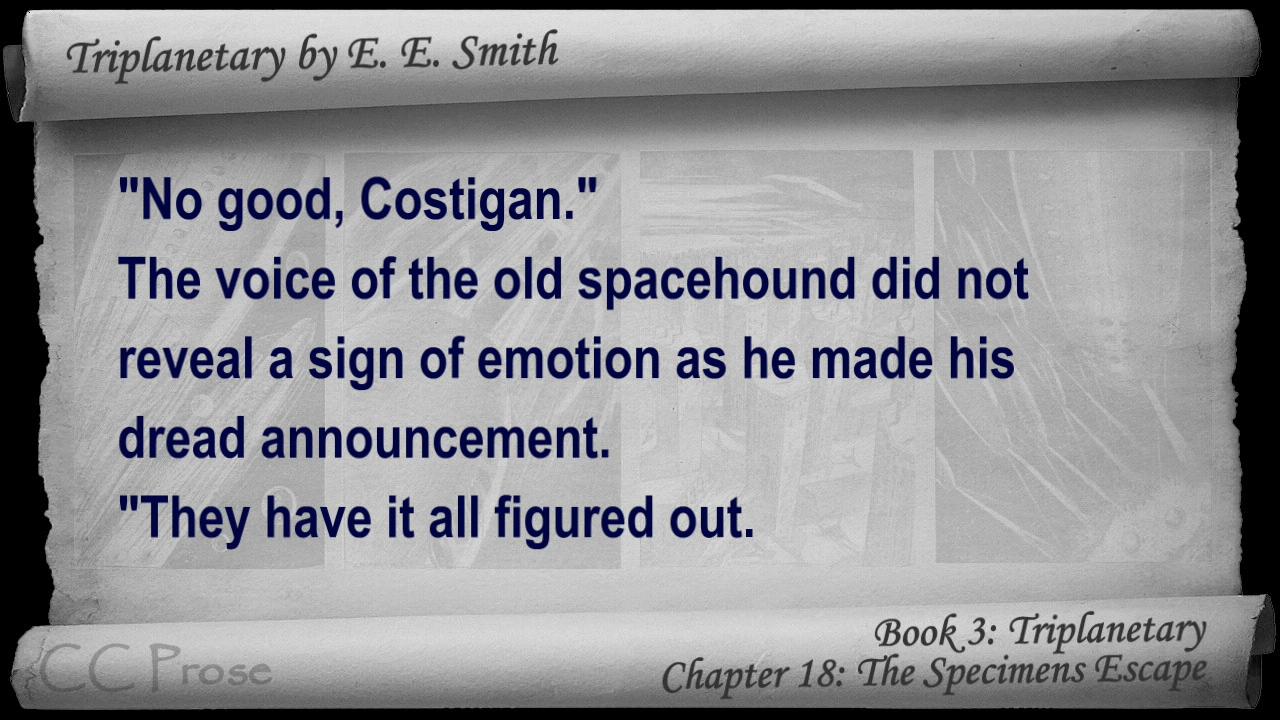 Triplanetary by E. E. Smith
"No good, Costigan."
The voice of the old spacehound did not
reveal a sign of emotion as he made his
dread announcement.
"They have it all figured out.
Book 3: Triplanetary
Chapter 18: The Specimens Escape
CC Prose